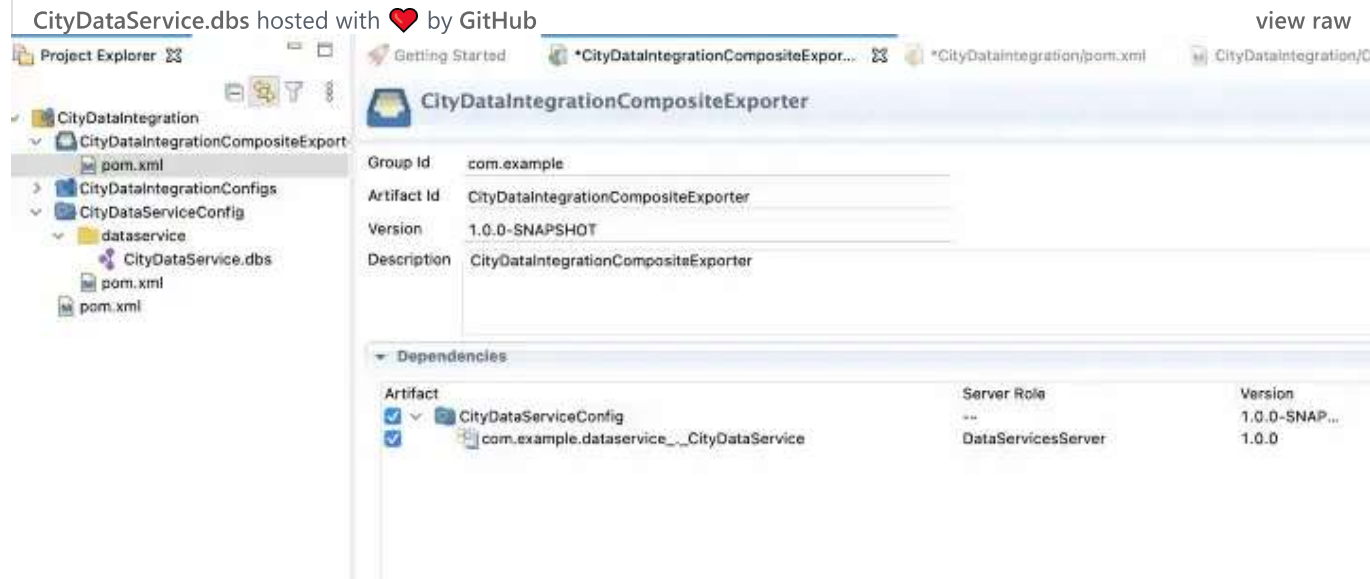 CityDataService.dbs hosted with ❤ by GitHub view raw
Project Explorer
CityDataIntegration
CityDataIntegrationCompositeExport
pom.xml
CityDataIntegrationConfigs
CityDataServiceConfig
dataservice
CityDataService.dbs
pom.xml
pom.xml
Getting Started *CityDataIntegrationCompositeExpor... *CityDataIntegration/pom.xml CityDataIntegration/C
CityDataIntegrationCompositeExporter
Group Id com.example
Artifact Id CityDataIntegrationCompositeExporter
Version 1.0.0-SNAPSHOT
Description CityDataIntegrationCompositeExporter
Dependencies
Artifact Server Role Version
CityDataServiceConfig -- 1.0.0-SNAP...
com.example.dataservice_._CityDataService DataServicesServer 1.0.0